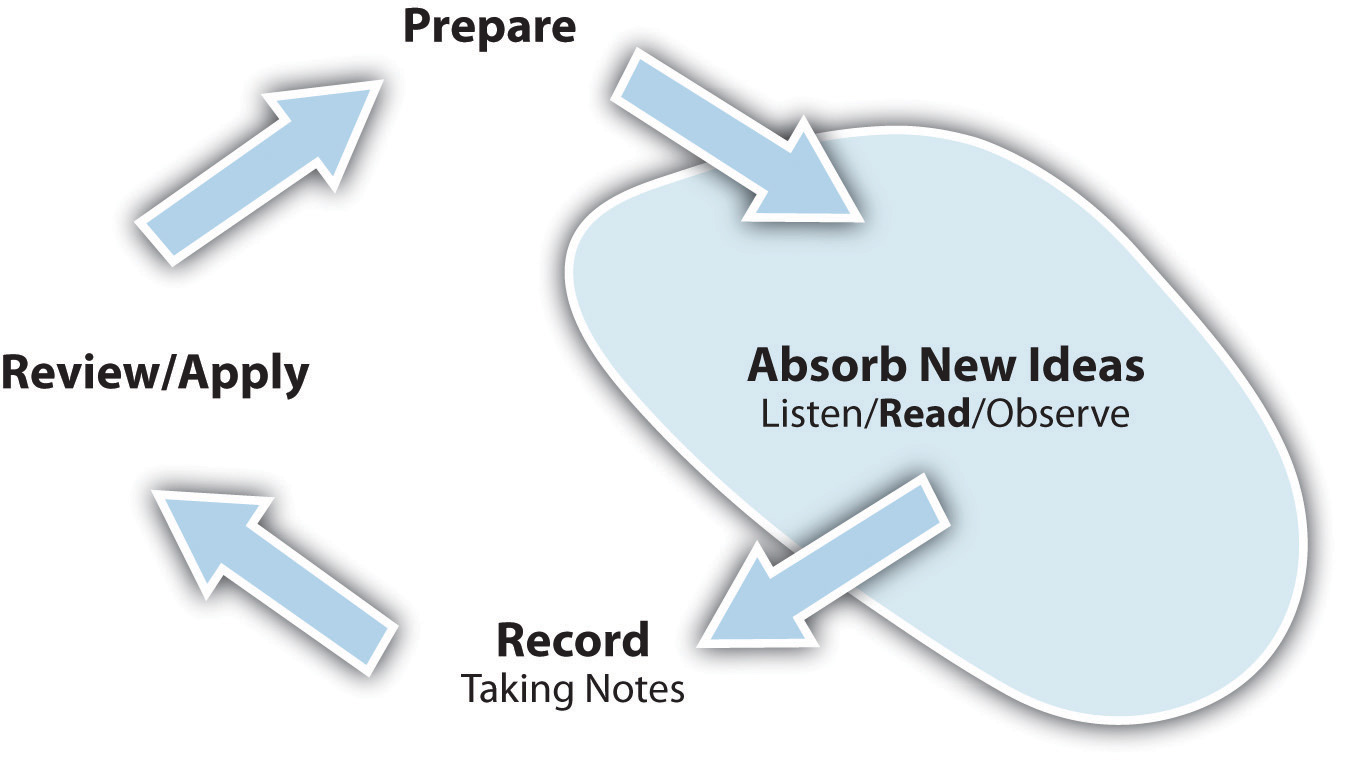 Prepare
Absorb New Ideas
Listen/Read/Observe
Record
Taking Notes
Review/Apply